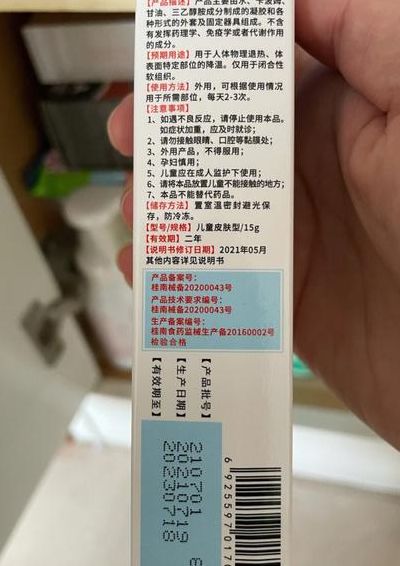 【产品描述】产品主要由水、卡波姆、
甘油、三乙醇胺成分制成的凝胶和各
种形式的外套及固定器具组成。不含
有发挥药理学、免疫学或者代谢作用
的成分。
【预期用途】用于人体物理退热、体
表面特定部位的降温。仅用于闭合性
软组织。
【使用方法】外用，可根据使用情况
用于所需部位，每天2-3次。
【注意事项】
1、如遇不良反应，请停止使用本品。
如症状加重，应及时就诊；
2、请勿接触眼睛、口腔等黏膜处；
3、外用产品，不得服用；
4、孕妇慎用；
5、儿童应在成人监护下使用；
6、请将本品放置儿童不能接触的地方；
7、本品不能替代药品。
【储存方法】置室温密封避光保
存，防冷冻。
【型号/规格】儿童皮肤型/15g
【有效期】二年
【说明书修订日期】2021年05月
其他内容详见说明书
产品备案号：
桂南械备20200043号
产品技术要求编号：
桂南械备20200043号
生产备案编号：
桂南食药监械生产备20160002号
检验合格
【产品批号】
【生产日期】
【有效期至】
210701
20210719
20230718
6 925597 0170